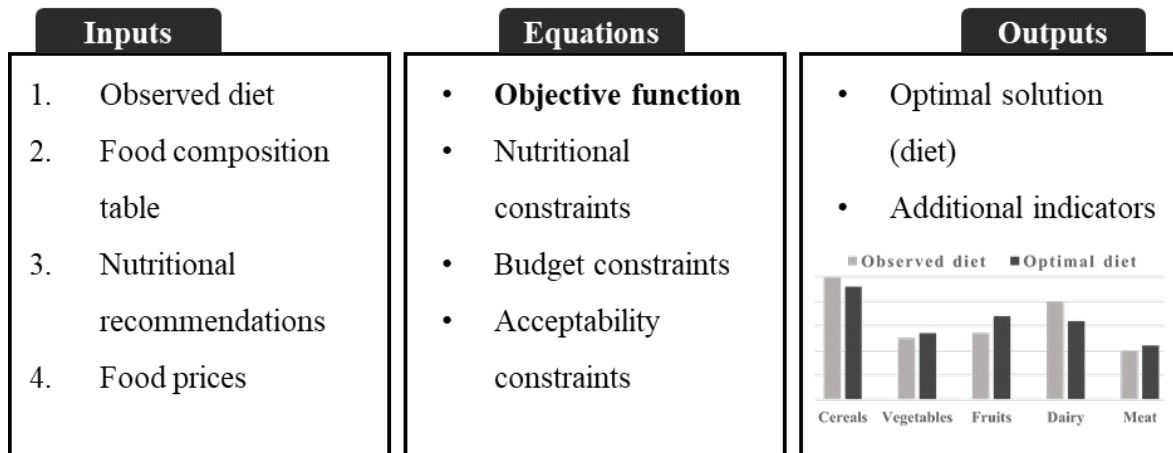 Inputs
1. Observed diet
2. Food composition
table
3. Nutritional
recommendations
4. Food prices
Equations
• Objective function
• Nutritional
constraints
• Budget constraints
• Acceptability
constraints
Outputs
• Optimal solution
(diet)
• Additional indicators
Observed diet Optimal diet
Cereals Vegetables Fruits Dairy Meat